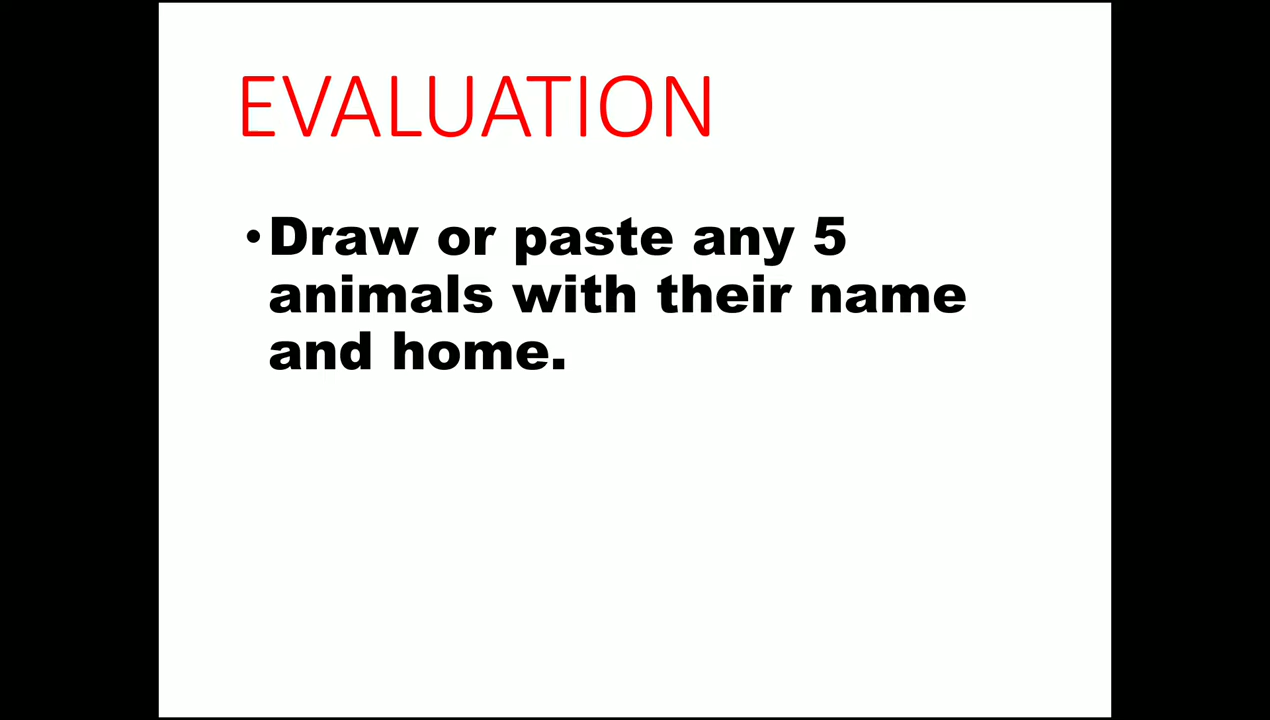 EVALUATION
•Draw or paste any 5
animals with their name
and home.